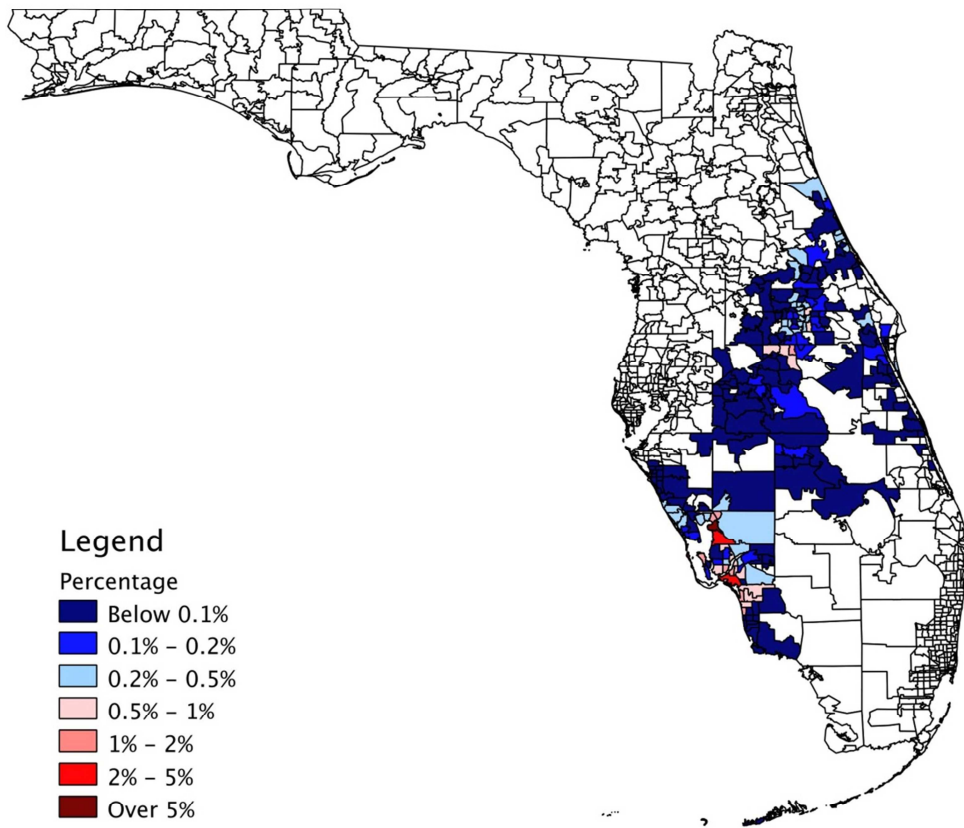 Legend
Percentage
Below 0.1%
0.1% – 0.2%
0.2% – 0.5%
0.5% – 1%
1% – 2%
2% – 5%
Over 5%